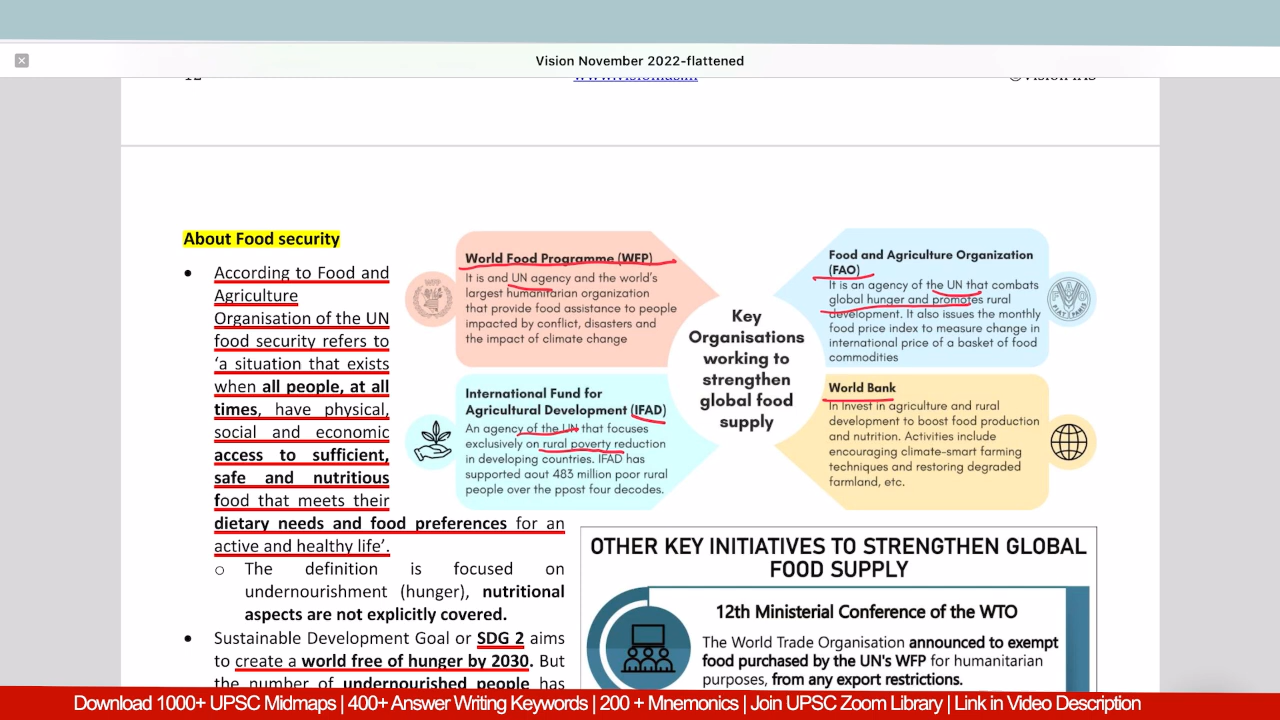 Vision November 2022-flattened
About Food security
• According to Food and
Agriculture
Organisation of the UN
food security refers to
‘a situation that exists
when all people, at all
times, have physical,
social and economic
access to sufficient,
safe and nutritious
food that meets their
dietary needs and food preferences for an
active and healthy life’.
o The definition is focused on
undernourishment (hunger), nutritional
aspects are not explicitly covered.
• Sustainable Development Goal or SDG 2 aims
to create a world free of hunger by 2030. But
the number of undernourished people has
World Food Programme (WFP)
It is and UN agency and the world's
largest humanitarian organization
that provide food assistance to people
impacted by conflict, disasters and
the impact of climate change
Food and Agriculture Organization
(FAO)
It is an agency of the UN that combats
global hunger and promotes rural
development. It also issues the monthly
food price index to measure change in
international price of a basket of food
commodities
Key
Organisations
working to
strengthen
global food
supply
International Fund for
Agricultural Development (IFAD)
An agency of the UN that focuses
exclusively on rural poverty reduction
in developing countries. IFAD has
supported aout 483 million poor rural
people over the ppost four decades.
World Bank
In Invest in agriculture and rural
development to boost food production
and nutrition. Activities include
encouraging climate-smart farming
techniques and restoring degraded
farmland, etc.
OTHER KEY INITIATIVES TO STRENGTHEN GLOBAL
FOOD SUPPLY
12th Ministerial Conference of the WTO
The World Trade Organisation announced to exempt
food purchased by the UN's WFP for humanitarian
purposes, from any export restrictions.
Download 1000+ UPSC Midmaps | 400+ Answer Writing Keywords | 200 + Mnemonics | Join UPSC Zoom Library | Link in Video Description